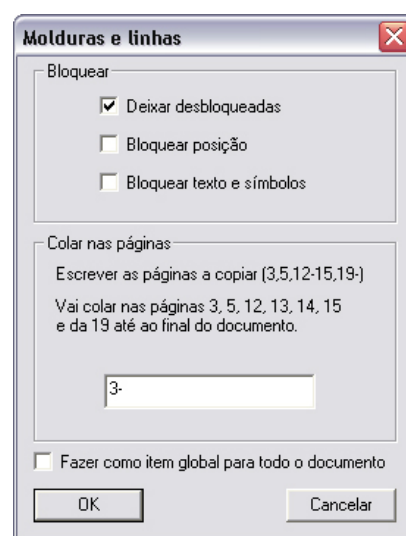 Molduras e linhas
Bloquear
Deixar desbloqueadas
Bloquear posição
Bloquear texto e símbolos
Colar nas páginas
Escrever as páginas a copiar (3,5,12-15,19-)
Vai colar nas páginas 3, 5, 12, 13, 14, 15
e da 19 até ao final do documento.
3-
Fazer como item global para todo o documento
OK
Cancelar